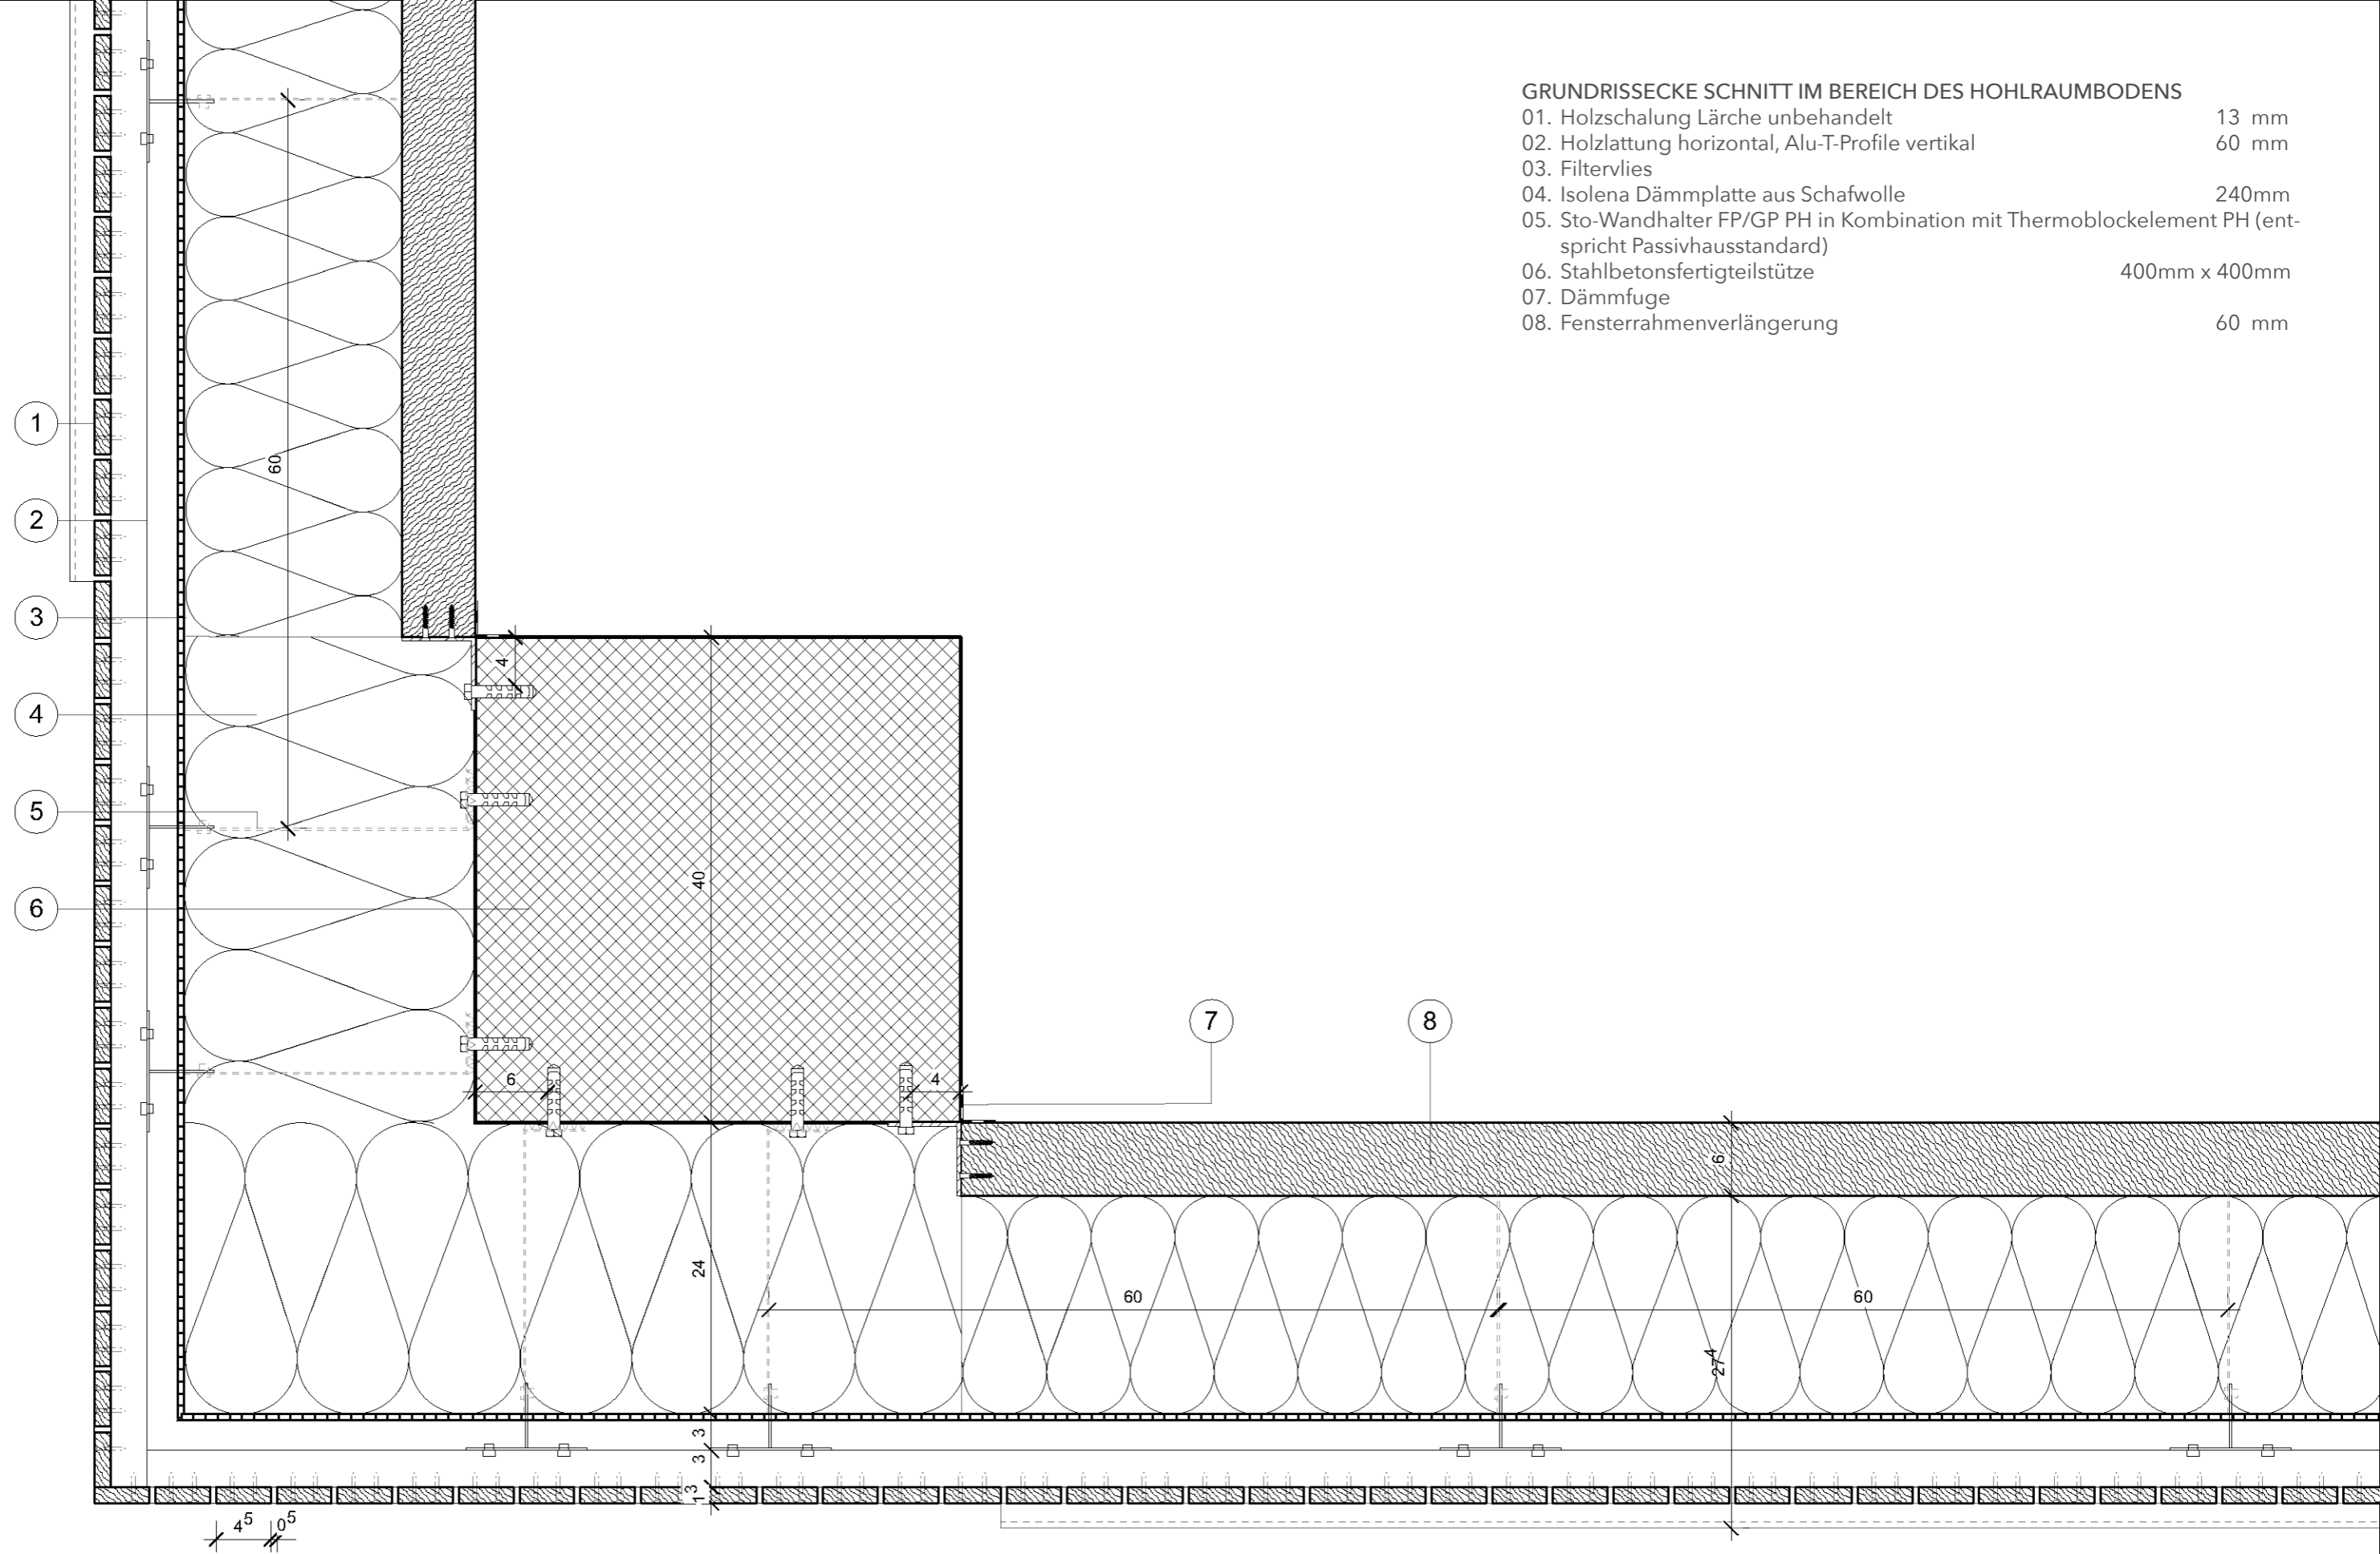 GRUNDRISSECKE SCHNITT IM BEREICH DES HOHLRAUMBODENS
01. Holzschalung Lärche unbehandelt 13 mm
02. Holzlattung horizontal, Alu-T-Profile vertikal 60 mm
03. Filtervlies
04. Isolena Dämmplatte aus Schafwolle 240mm
05. Sto-Wandhalter FP/GP PH in Kombination mit Thermoblockelement PH (ent-
spricht Passivhausstandard)
06. Stahlbetonsfertigteilstütze 400mm x 400mm
07. Dämmfuge
08. Fensterrahmenverlängerung 60 mm
1
60
2
3
4
4
5
40
6
7
8
6
4
6
24
60
60
27⁴
3
3
1³
4⁵
0⁵